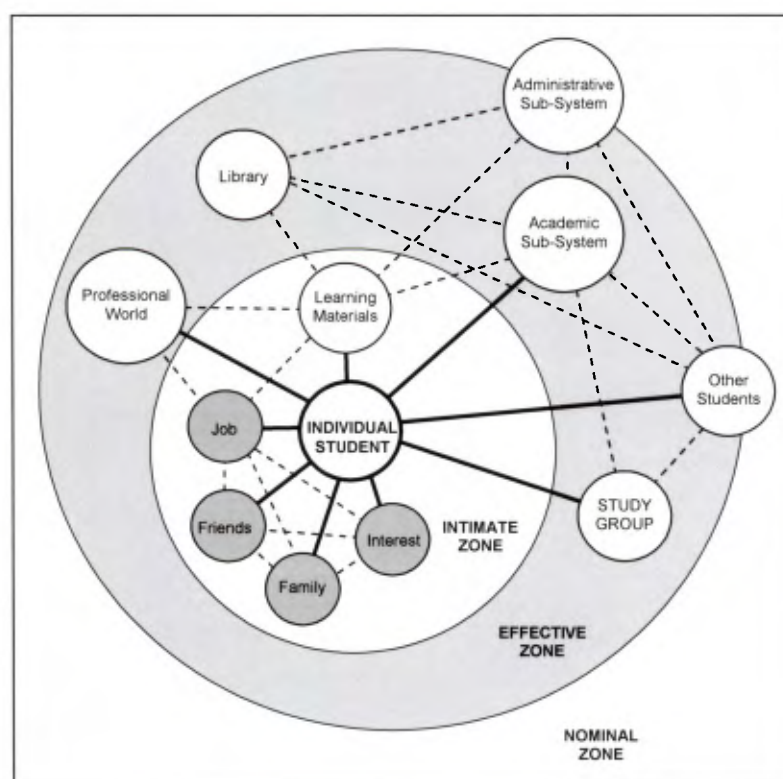 Administrative
Sub-System
Library
Academic
Sub-System
Professional
World
Learning
Materials
Other
Students
Job
INDIVIDUAL
STUDENT
STUDY
GROUP
Friends
Interest
INTIMATE
ZONE
Family
EFFECTIVE
ZONE
NOMINAL
ZONE